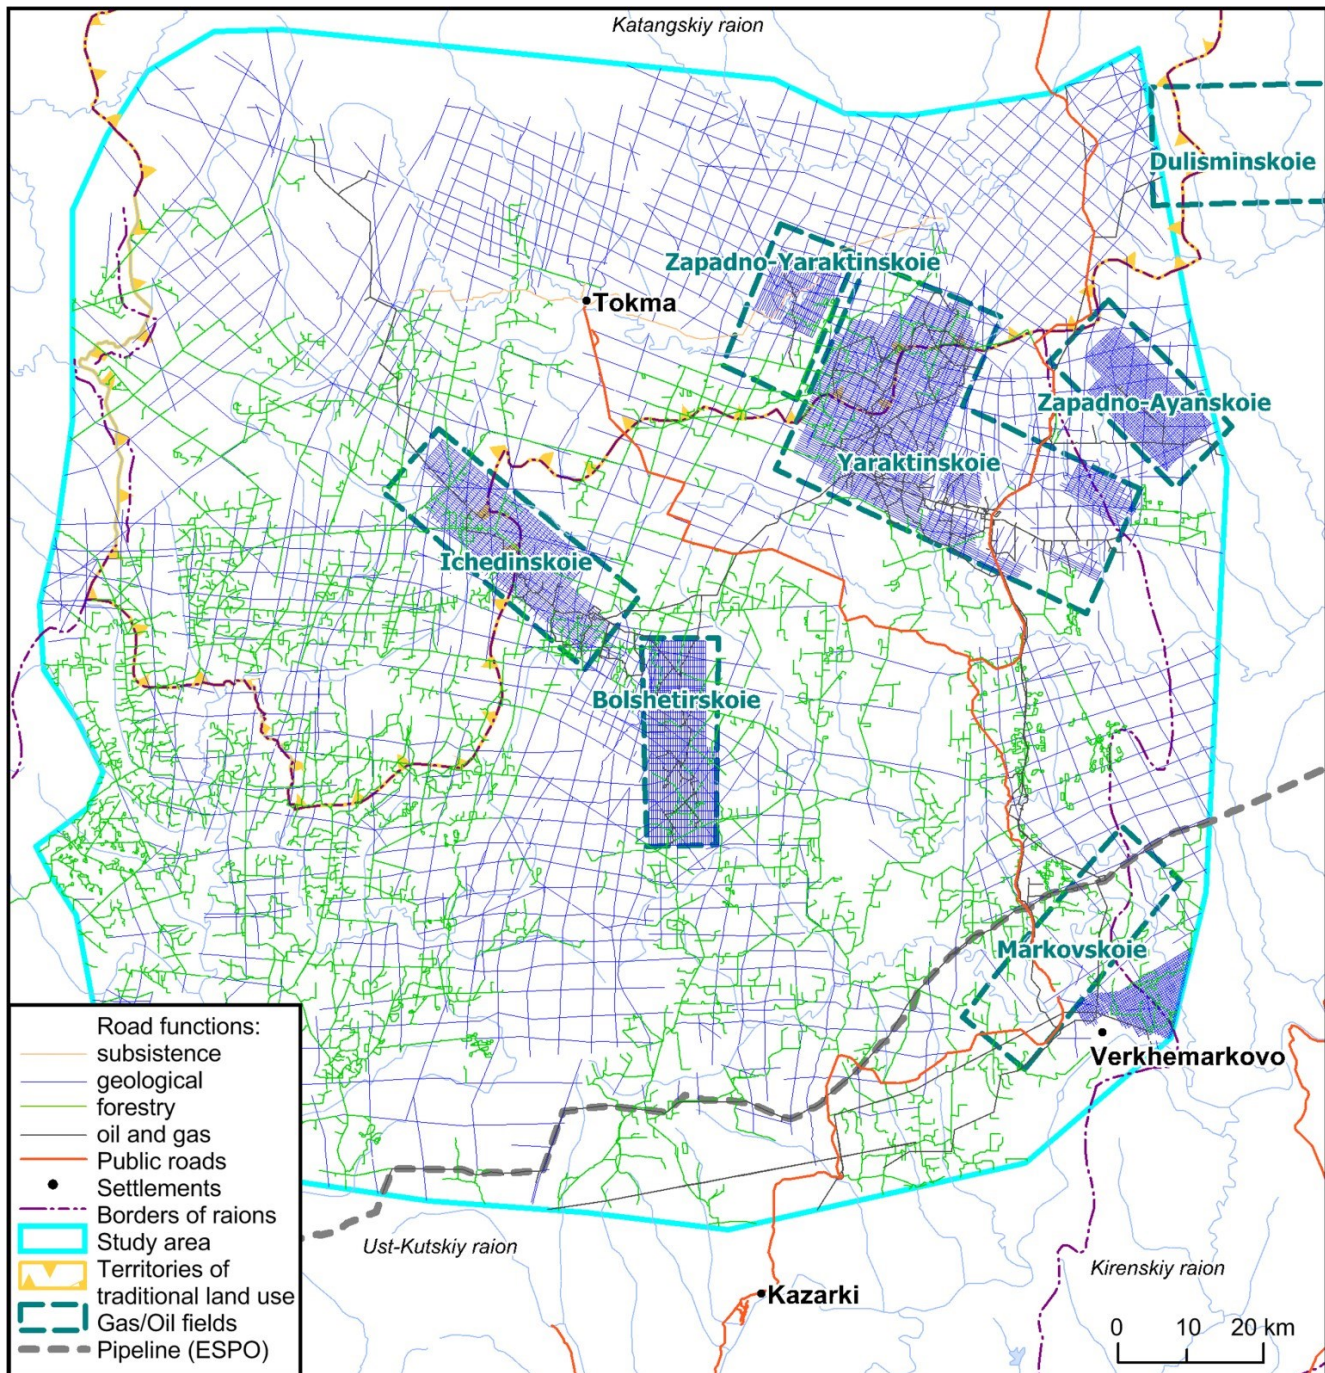 Katangskiy raion
Dulisminskoie
Zapadno-Yaraktinskoie
Tokma
Zapadno-Ayanskoie
Yaraktinskoie
Ichedinskoie
Bolshetirskoie
Markovskoie
Verkhemarkovo
Road functions:
subsistence
geological
forestry
oil and gas
Public roads
Settlements
Borders of raions
Study area
Territories of
traditional land use
Gas/Oil fields
Pipeline (ESPO)
Ust-Kutskiy raion
Kirenskiy raion
Kazarki
0 10 20 km